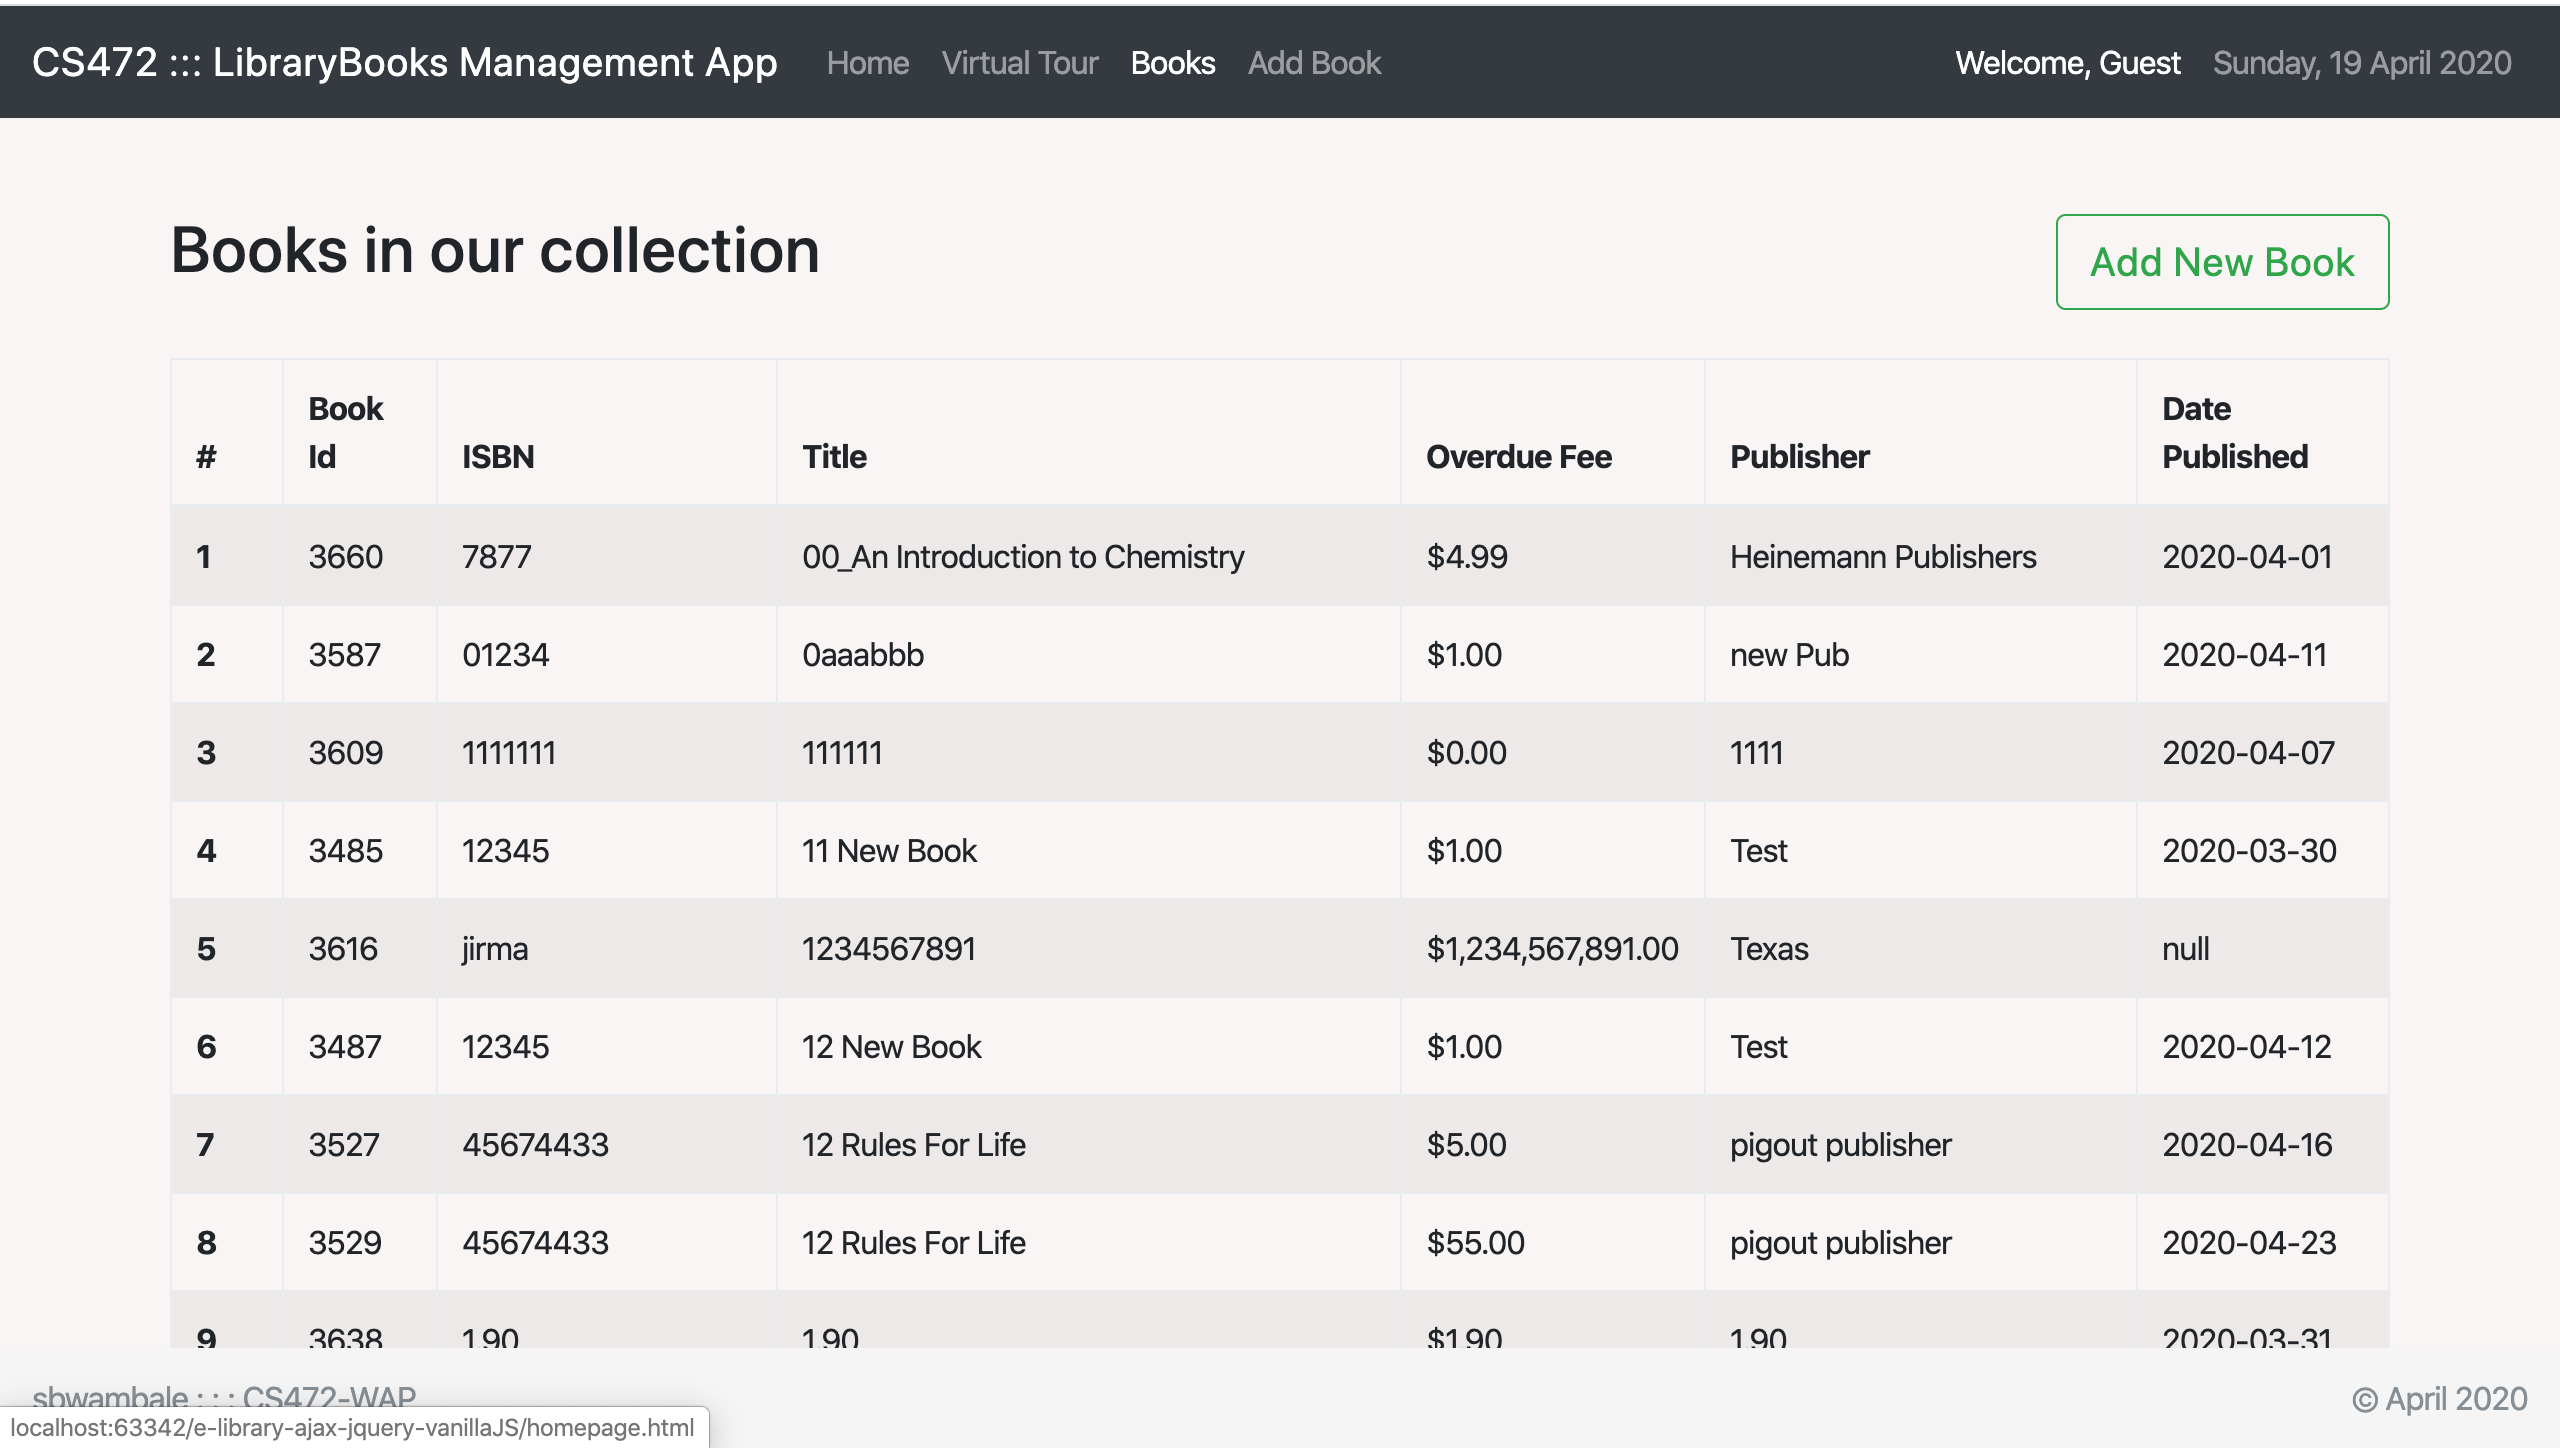 CS472 ::: LibraryBooks Management App Home Virtual Tour Books Add Book Welcome, Guest Sunday, 19 April 2020
Books in our collection Add New Book
# Book Id ISBN Title Overdue Fee Publisher Date Published
1 3660 7877 00_An Introduction to Chemistry $4.99 Heinemann Publishers 2020-04-01
2 3587 01234 0aaabbb $1.00 new Pub 2020-04-11
3 3609 1111111 111111 $0.00 1111 2020-04-07
4 3485 12345 11 New Book $1.00 Test 2020-03-30
5 3616 jirma 1234567891 $1,234,567,891.00 Texas null
6 3487 12345 12 New Book $1.00 Test 2020-04-12
7 3527 45674433 12 Rules For Life $5.00 pigout publisher 2020-04-16
8 3529 45674433 12 Rules For Life $55.00 pigout publisher 2020-04-23
9 3638 1.90 1.90 $1.90 1.90 2020-03-31
sbwambale : : : CS472-WAP © April 2020
localhost:63342/e-library-ajax-jquery-vanillaJS/homepage.html